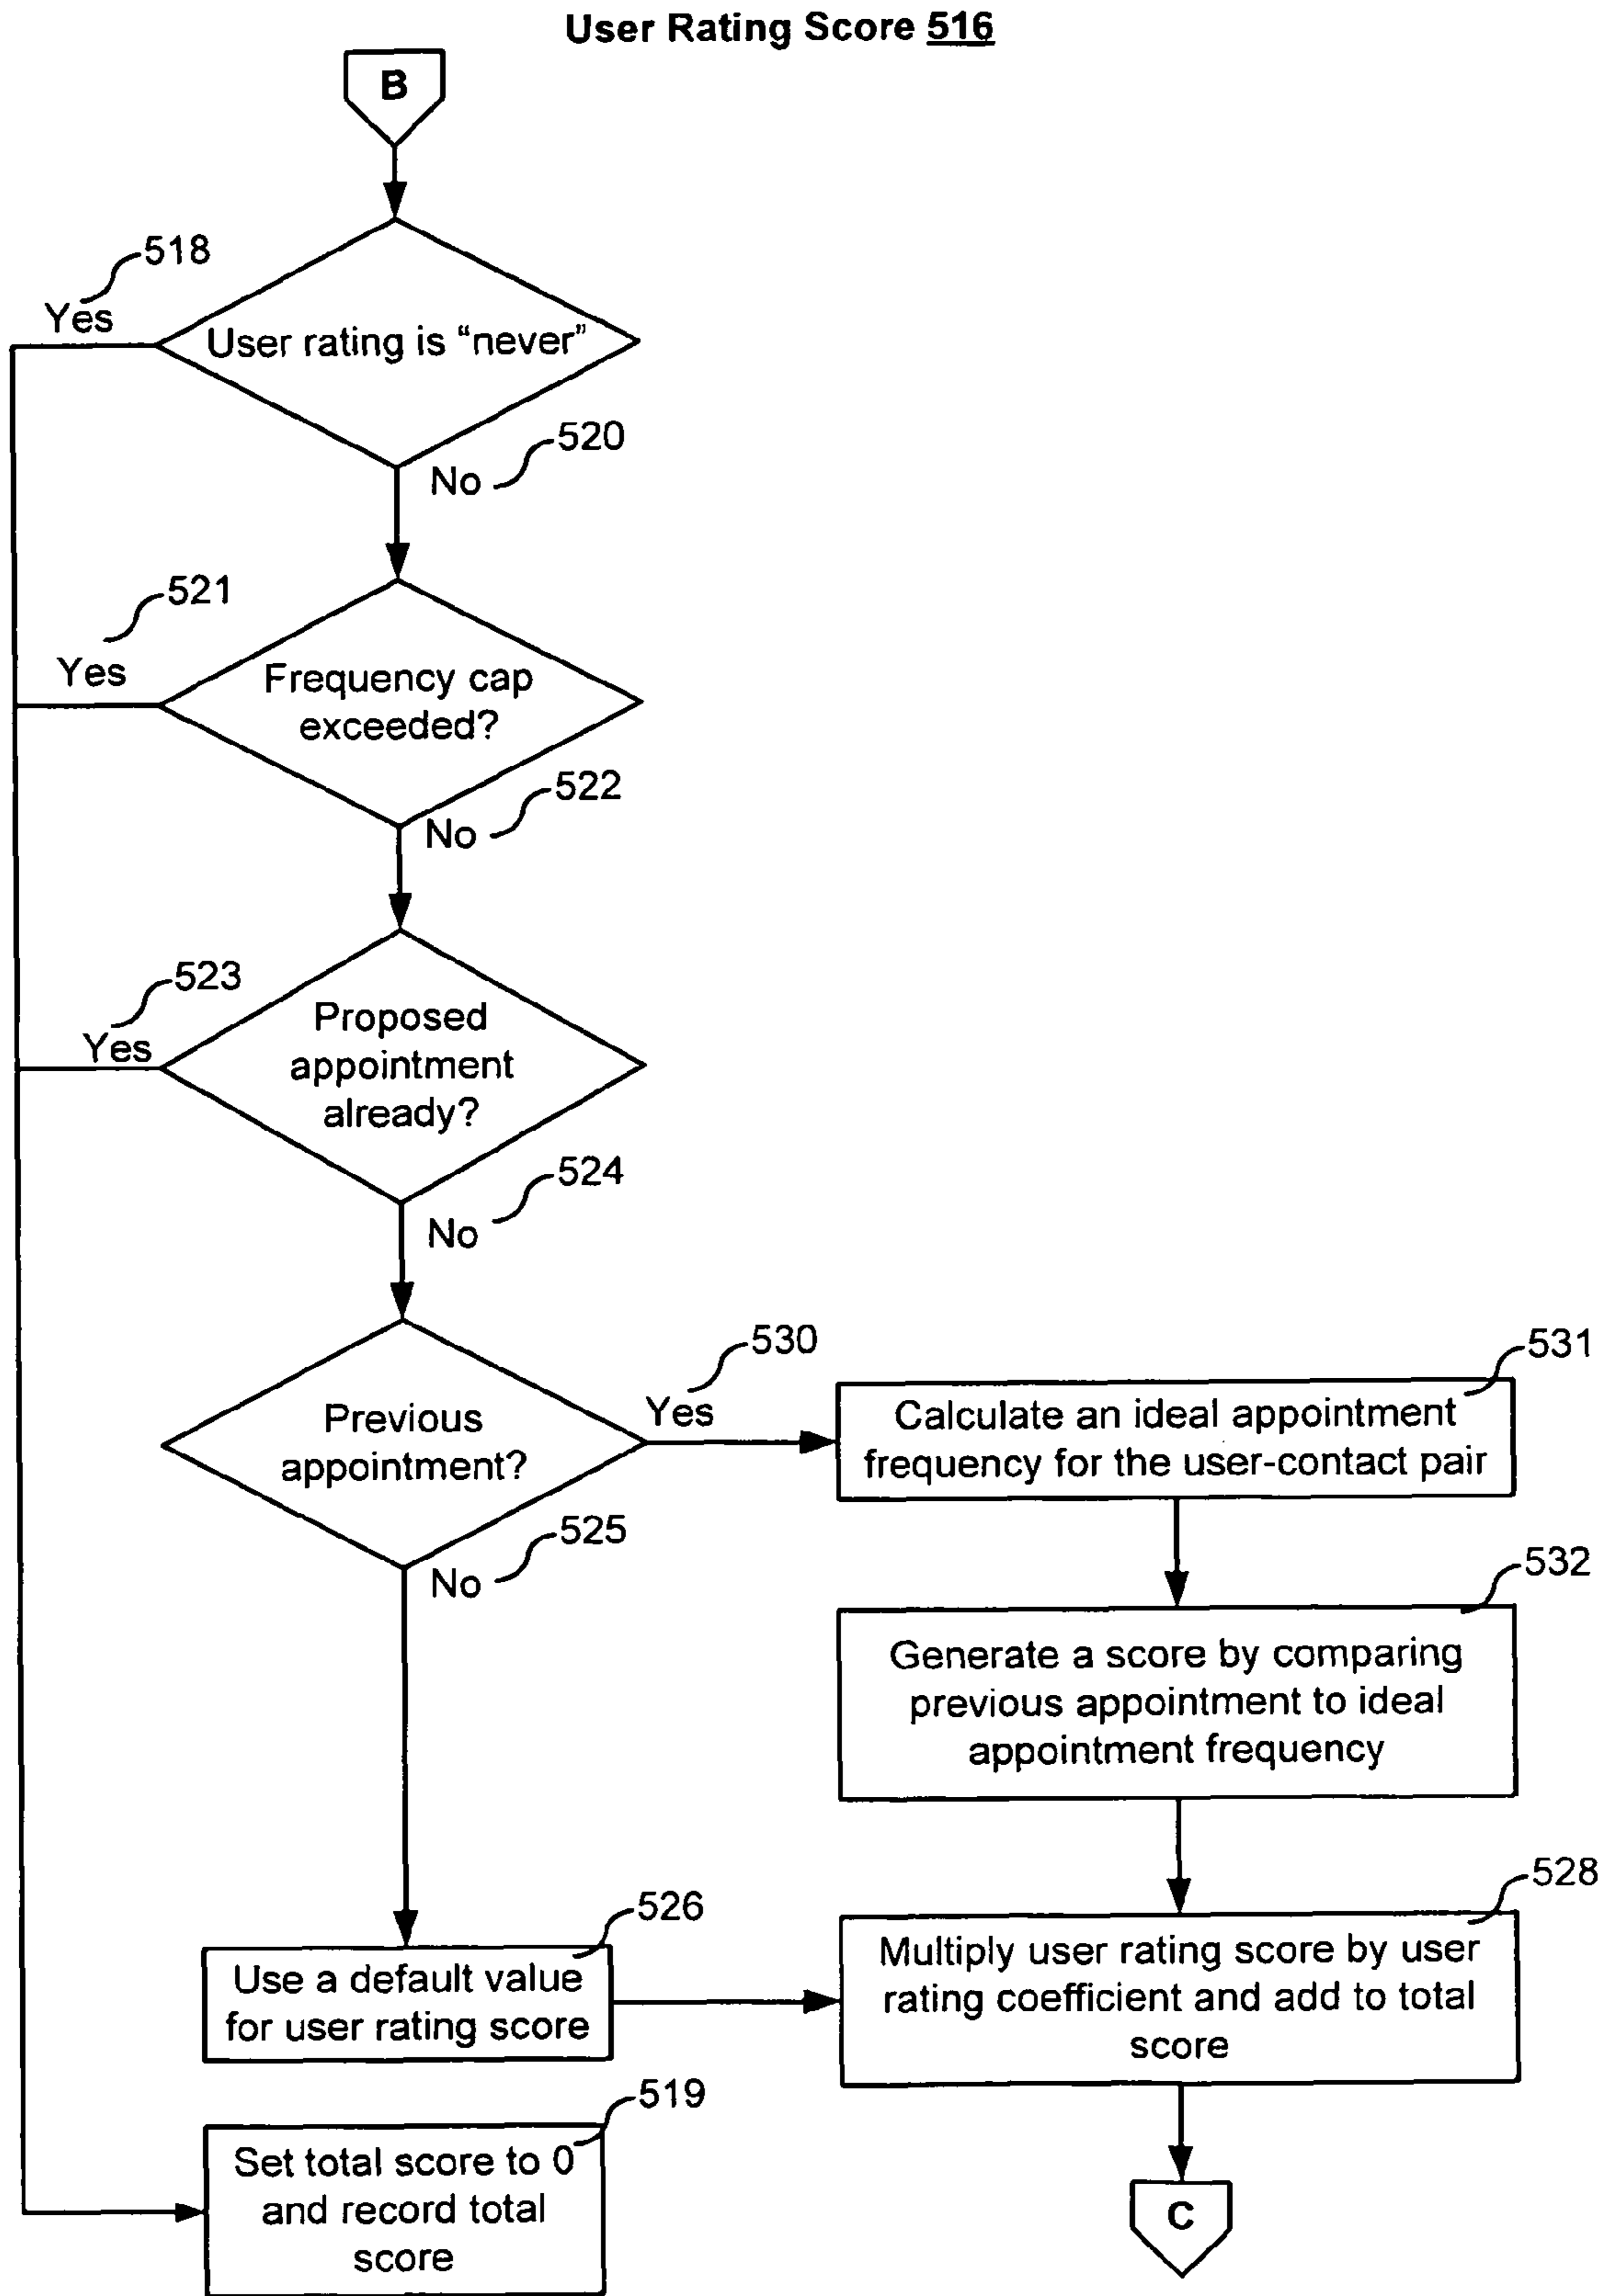 User Rating Score 516
B
518
Yes
User rating is “never”
520
No
521
Yes
Frequency cap
exceeded?
522
No
523
Yes
Proposed
appointment
already?
524
No
530
Yes
Previous
appointment?
525
No
531
Calculate an ideal appointment
frequency for the user-contact pair
532
Generate a score by comparing
previous appointment to ideal
appointment frequency
526
Use a default value
for user rating score
528
Multiply user rating score by user
rating coefficient and add to total
score
519
Set total score to 0
and record total
score
C